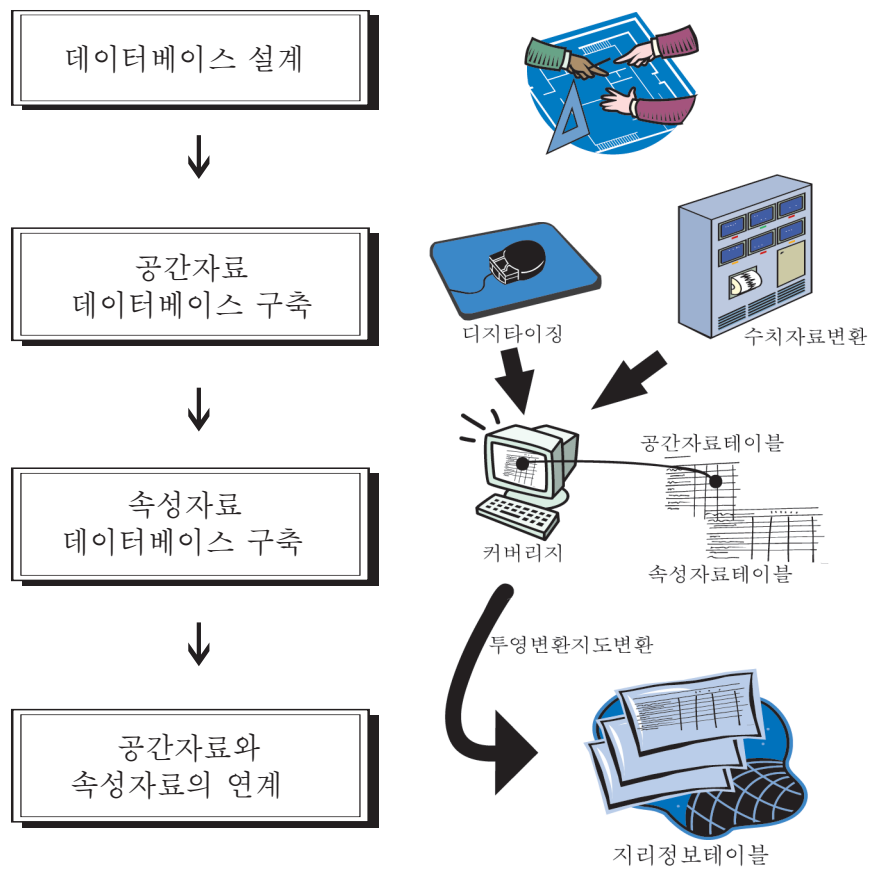 데이터베이스 설계
공간자료
데이터베이스 구축
디지타이징
수치자료변환
공간자료테이블
속성자료
데이터베이스 구축
커버리지
속성자료테이블
투영변환지도변환
공간자료와
속성자료의 연계
지리정보테이블